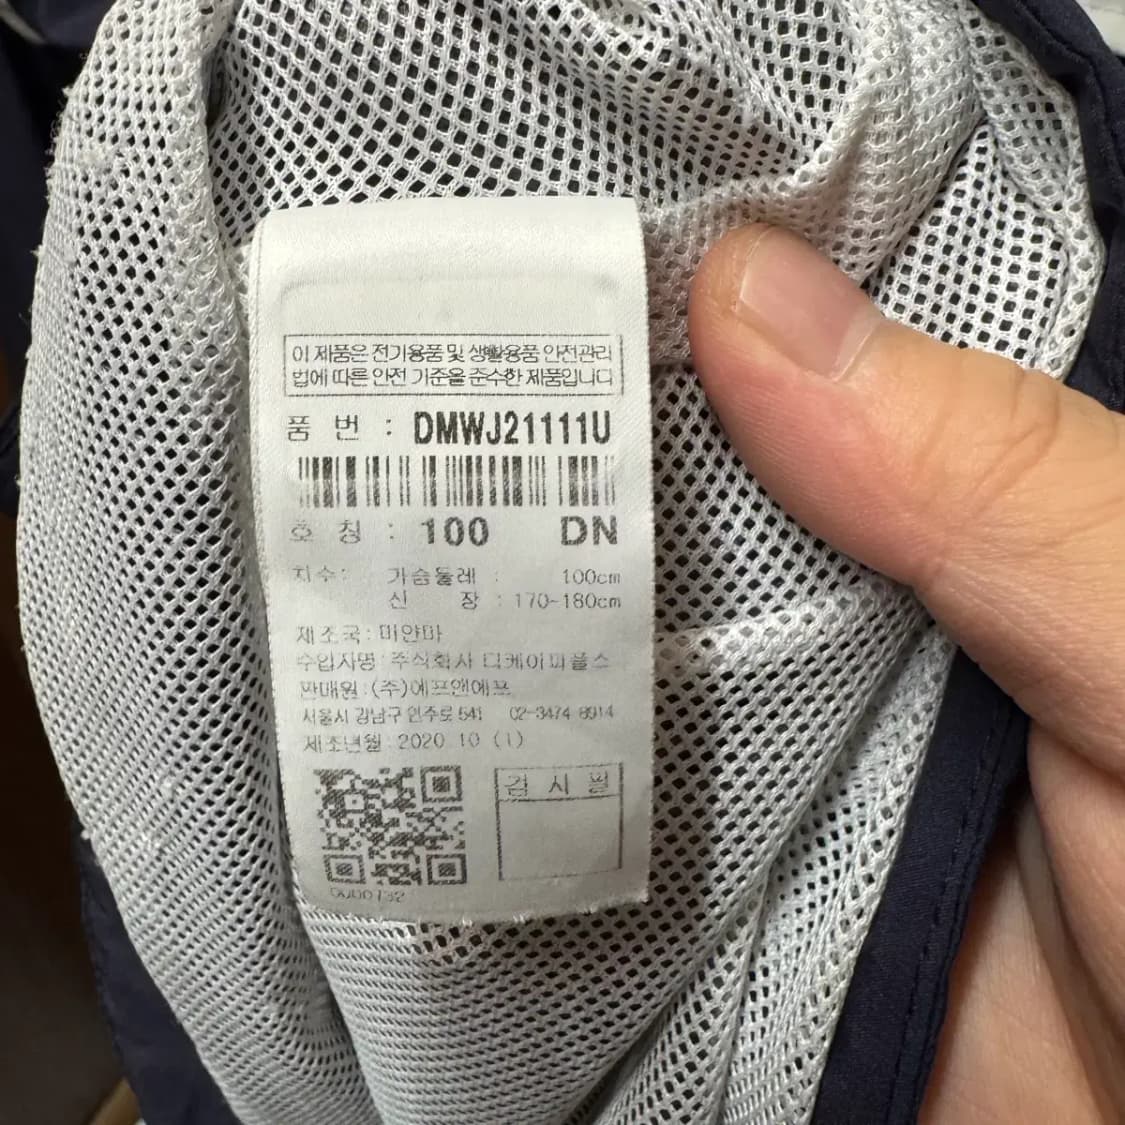 이 제품은 전기용품 및 생활용품 안전관리
법에 따른 안전 기준을 준수한 제품입니다
품 번 : DMWJ21111U
호 칭 : 100 DN
치수: 가슴둘레 : 100cm
신 장 : 170-180cm
제조국: 미얀마
수입자명: 주식회사 디케이피플스
판매원:(주)에프앤에프
서울시 강남구 언주로 541 02-3474-8914
제조년월: 2020.10 (1)
검 시 필
0000732